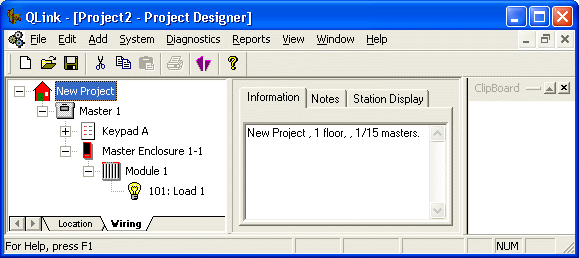 QLink - [Project2 - Project Designer]
File Edit Add System Diagnostics Reports View Window Help
New Project
Master 1
Keypad A
Master Enclosure 1-1
Module 1
101: Load 1
Location Wiring
Information Notes Station Display
New Project , 1 floor, , 1/15 masters.
ClipBoard
For Help, press F1
NUM